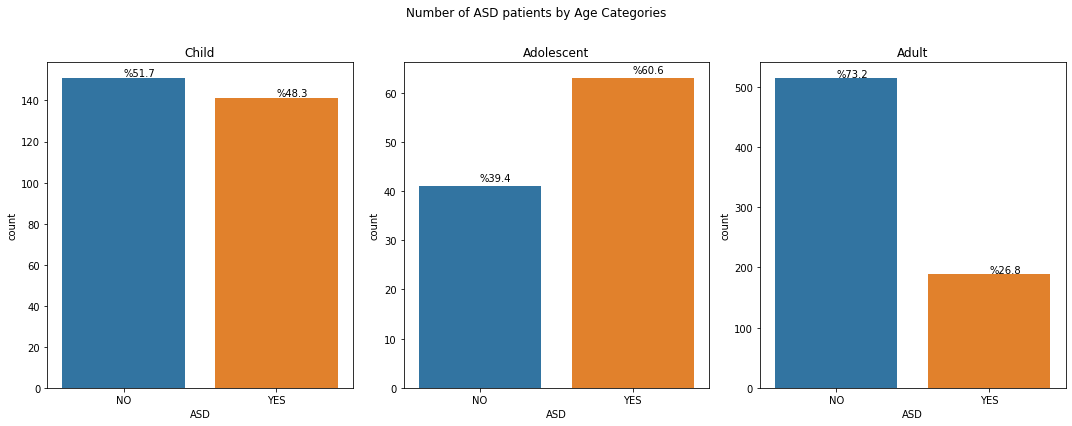 Number of ASD patients by Age Categories
Child
%51.7
%48.3
140
120
100
80
60
40
20
0
count
NO
YES
ASD
Adolescent
%60.6
%39.4
60
50
40
30
20
10
0
count
NO
YES
ASD
Adult
%73.2
%26.8
500
400
300
200
100
0
count
NO
YES
ASD